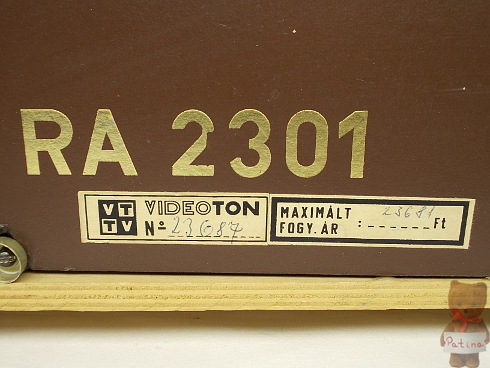 RA 2301
VT
TV
VIDEOTON
No 23687
MAXIMÁLT
FOGY. ÁR : 23681 Ft
Patina